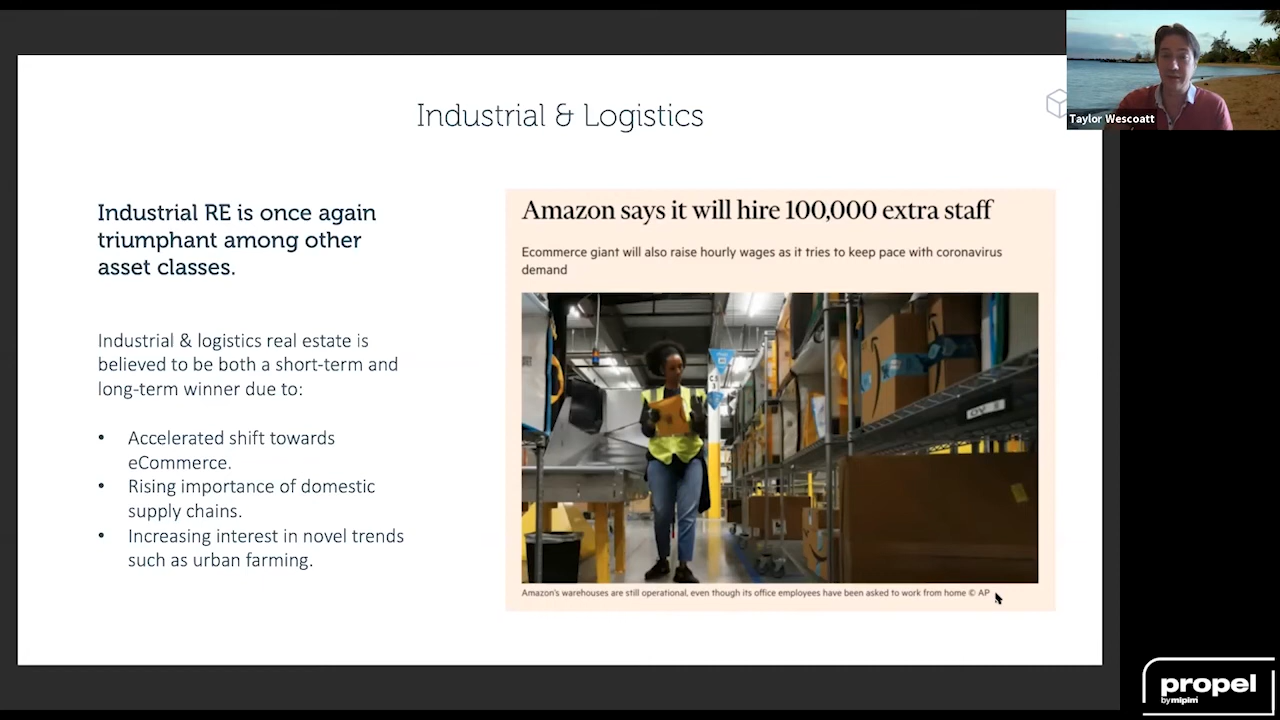 Industrial & Logistics
Taylor Wescoatt
Industrial RE is once again
triumphant among other
asset classes.
Industrial & logistics real estate is
believed to be both a short-term and
long-term winner due to:
• Accelerated shift towards
eCommerce.
• Rising importance of domestic
supply chains.
• Increasing interest in novel trends
such as urban farming.
Amazon says it will hire 100,000 extra staff
Ecommerce giant will also raise hourly wages as it tries to keep pace with coronavirus
demand
Amazon's warehouses are still operational, even though its office employees have been asked to work from home © AP
propel
by mipim